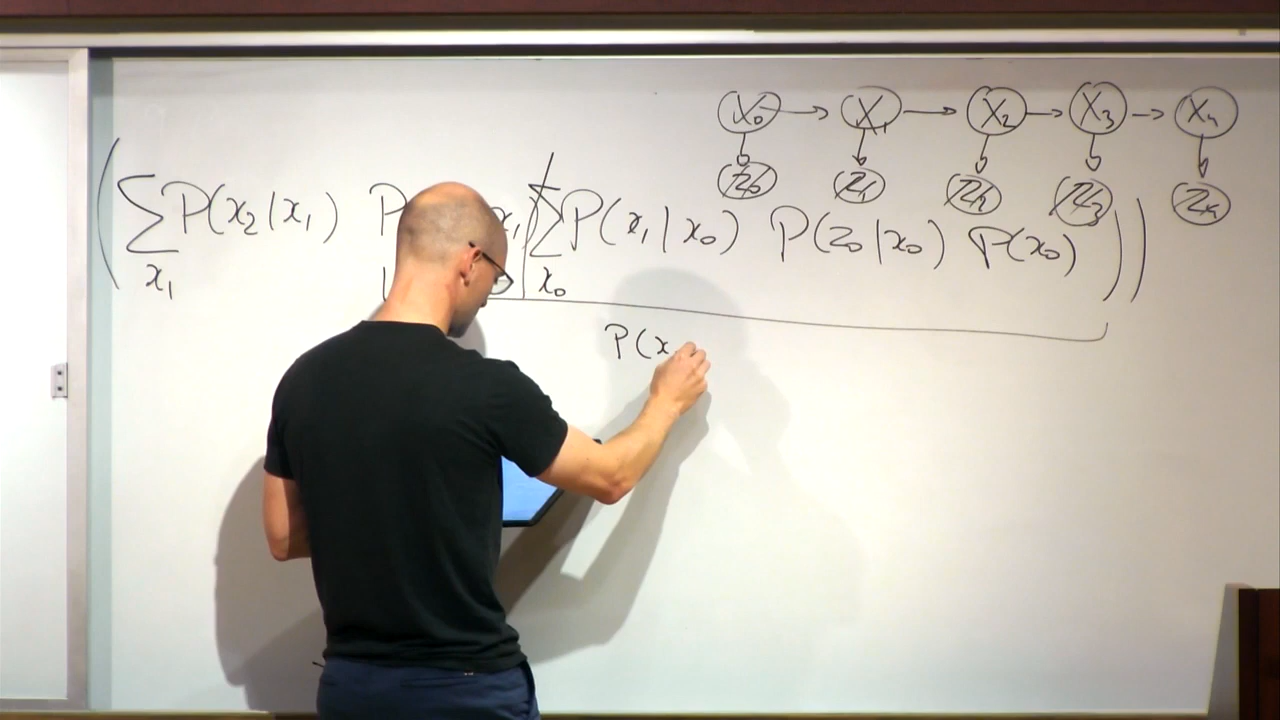 X₀ → X₁ → X₂ → X₃ → X₄
Z₀ Z₁ Z₂ Z₃ Z₄
(∑ P(x₂|x₁) P x₁ ∑ P(x₁|x₀) P(z₀|x₀) P(x₀)))
x₁ x₀
P(x